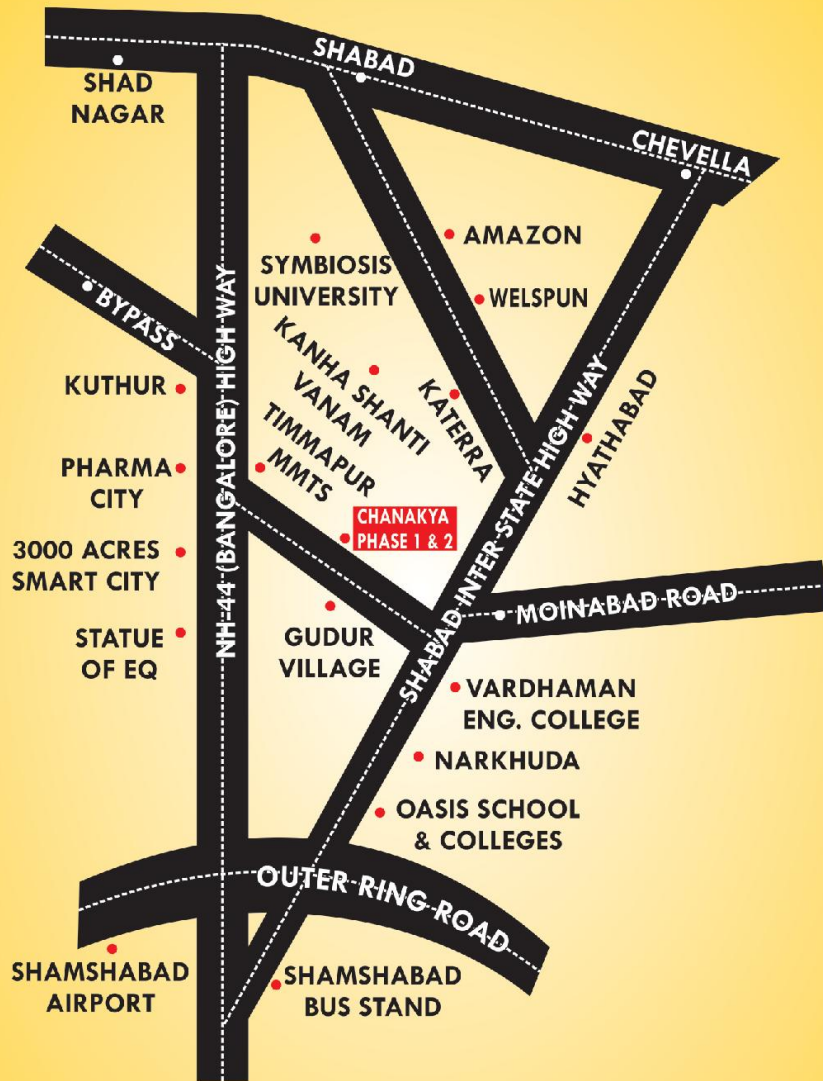 SHABAD
SHAD
NAGAR
CHEVELLA
AMAZON
SYMBIOSIS
UNIVERSITY
WELSPUN
BYPASS
NH-44 (BANGALORE) HIGH WAY
KANHA SHANTI
VANAM
KUTHUR
KATERRA
HYATHABAD
TIMMAPUR
MMTS
SHABAD INTER STATE HIGH WAY
PHARMA
CITY
CHANAKYA
PHASE 1 & 2
3000 ACRES
SMART CITY
MOINABAD ROAD
STATUE
OF EQ
GUDUR
VILLAGE
VARDHAMAN
ENG. COLLEGE
NARKHUDA
OASIS SCHOOL
& COLLEGES
OUTER RING ROAD
SHAMSHABAD
AIRPORT
SHAMSHABAD
BUS STAND